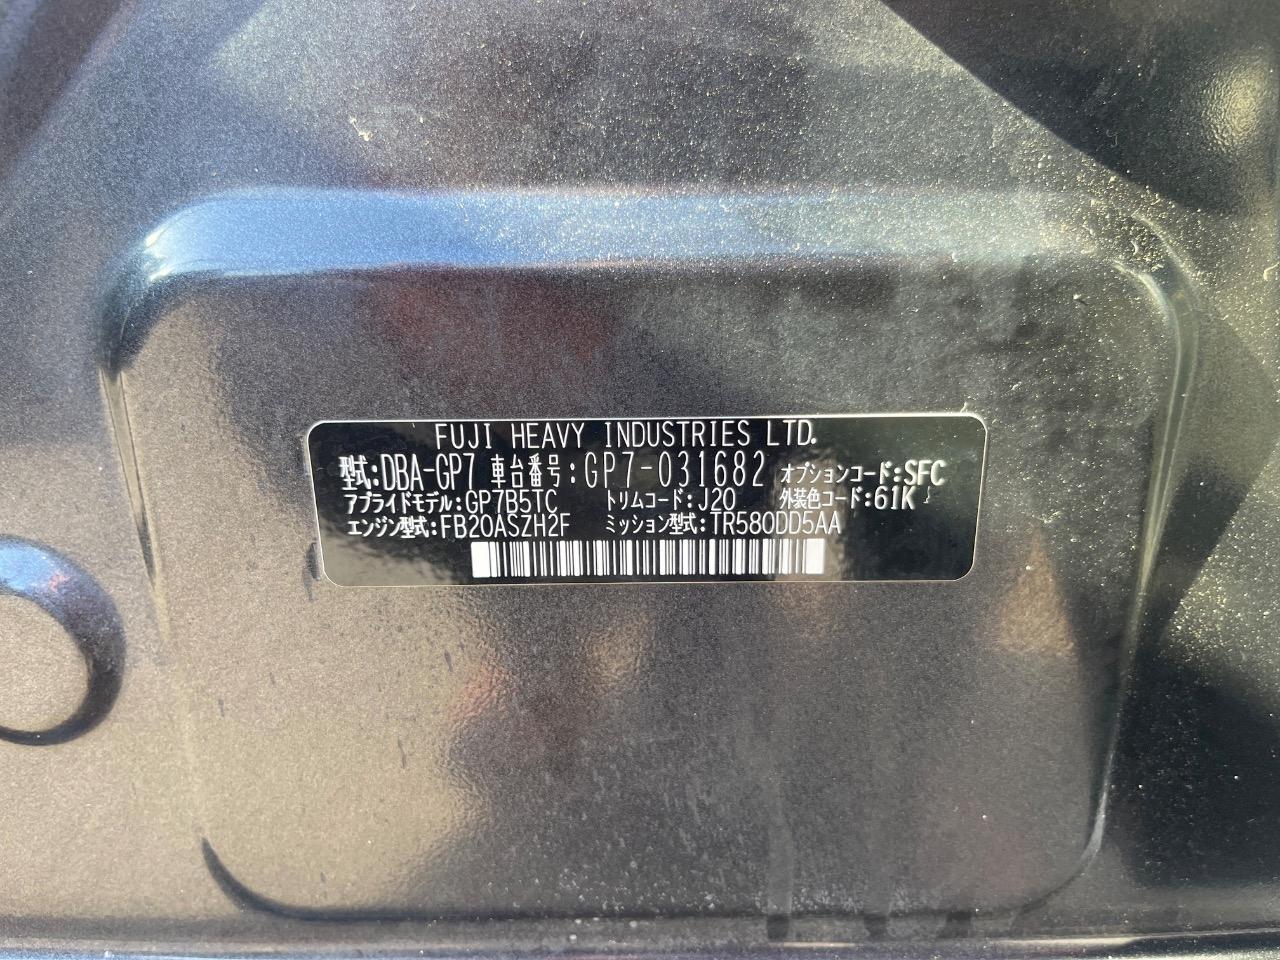 FUJI HEAVY INDUSTRIES LTD.
型式:DBA-GP7 車台番号:GP7-031682 オプションコード:SFC
アプライドモデル:GP7B5TC トリムコード:J20 外装色コード:61K
エンジン型式:FB20ASZH2F ミッション型式:TR580DD5AA